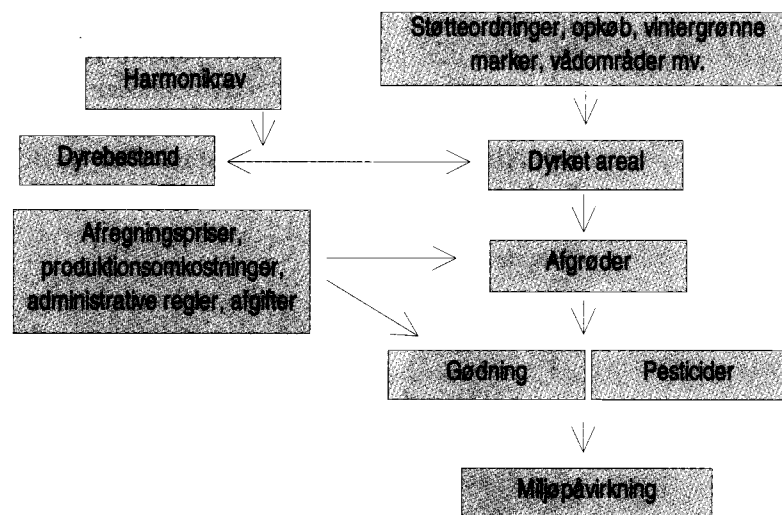 Støtteordninger, opkøb, vintergrønne
marker, vådområder mv.
Harmonikrav
Dyrebestand
Dyrket areal
Afregningspriser,
produktionsomkostninger,
administrative regler, afgifter
Afgrøder
Gødning
Pesticider
Miljøpåvirkning